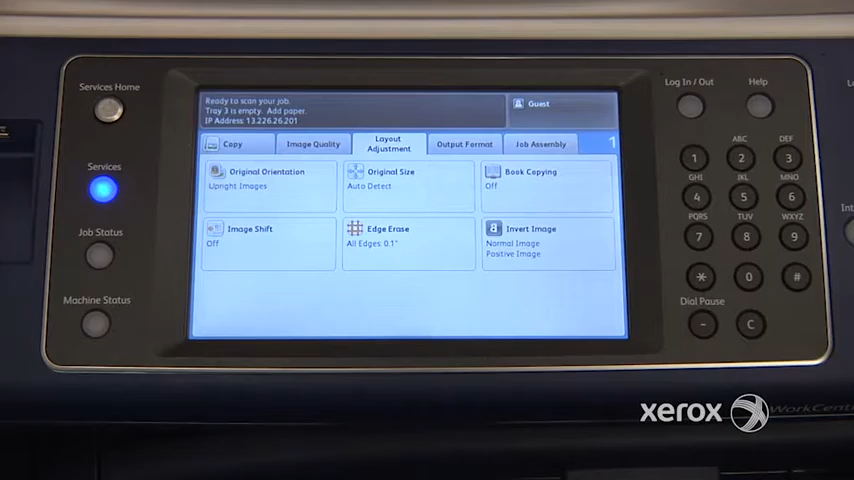 Services Home
Log In / Out
Help
Ready to scan your job.
Tray 3 is empty. Add paper.
IP Address: 13.226.26.201
Guest
Copy
Image Quality
Layout
Adjustment
Output Format
Job Assembly
1
Original Orientation
Upright Images
Original Size
Auto Detect
Book Copying
Off
Image Shift
Off
Edge Erase
All Edges: 0.1"
Invert Image
Normal Image
Positive Image
Services
Job Status
Machine Status
ABC
DEF
1
2
3
GHI
JKL
MNO
4
5
6
PQRS
TUV
WXYZ
7
8
9
*
0
#
Dial Pause
-
C
xerox